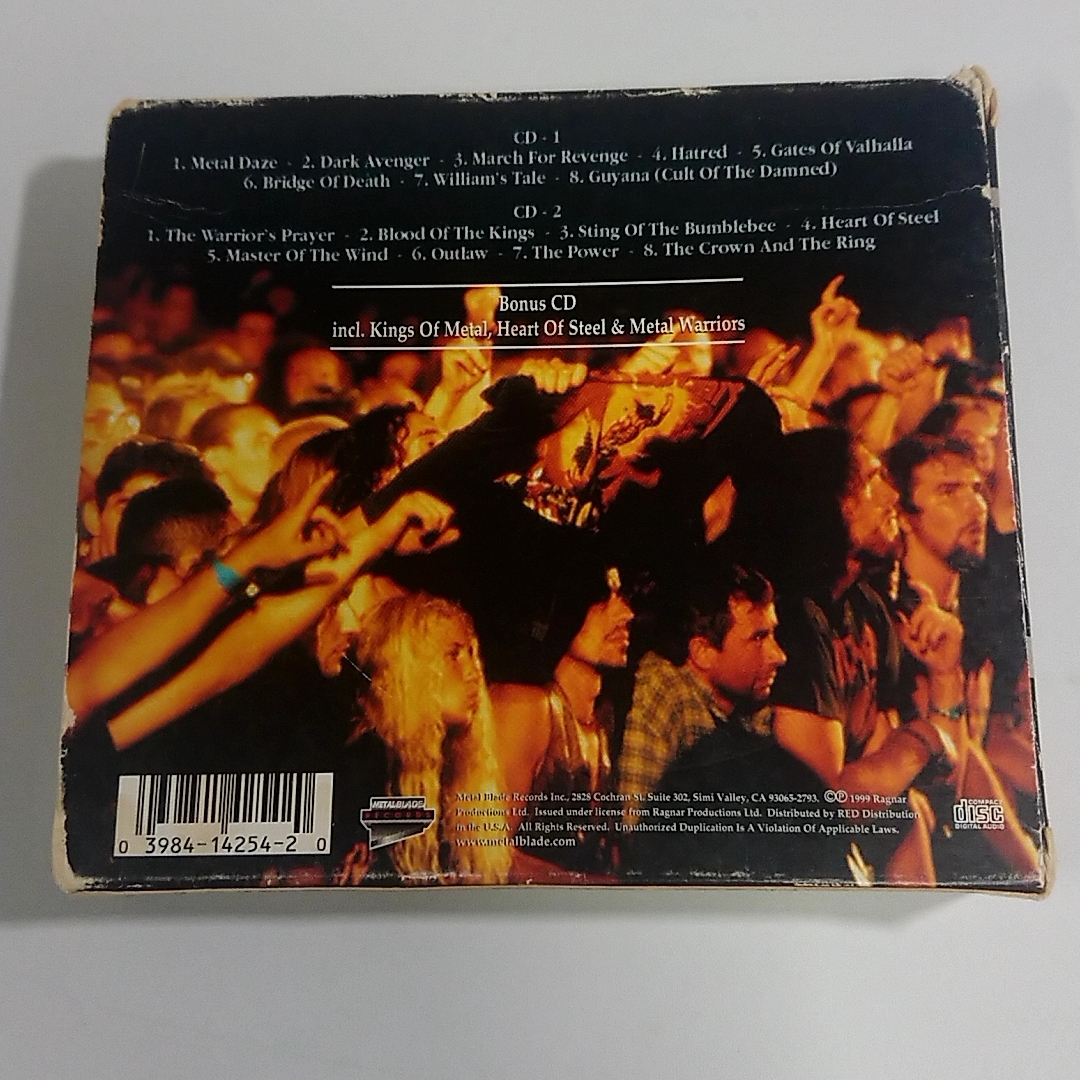 CD - 1
1. Metal Daze - 2. Dark Avenger - 3. March For Revenge - 4. Hatred - 5. Gates Of Valhalla
6. Bridge Of Death - 7. William's Tale - 8. Guyana (Cult Of The Damned)
CD - 2
1. The Warrior's Prayer - 2. Blood Of The Kings - 3. Sting Of The Bumblebee - 4. Heart Of Steel
5. Master Of The Wind - 6. Outlaw - 7. The Power - 8. The Crown And The Ring
Bonus CD
incl. Kings Of Metal, Heart Of Steel & Metal Warriors
0 3984-14254-2 0
METAL BLADE
RECORDS
Metal Blade Records Inc., 2828 Cochran St. Suite 302, Simi Valley, CA 93065-2793. ©℗ 1999 Ragnar
Productions Ltd. Issued under license from Ragnar Productions Ltd. Distributed by RED Distribution
in the U.S.A. All Rights Reserved. Unauthorized Duplication Is A Violation Of Applicable Laws.
www.metalblade.com
COMPACT
disc
DIGITAL AUDIO